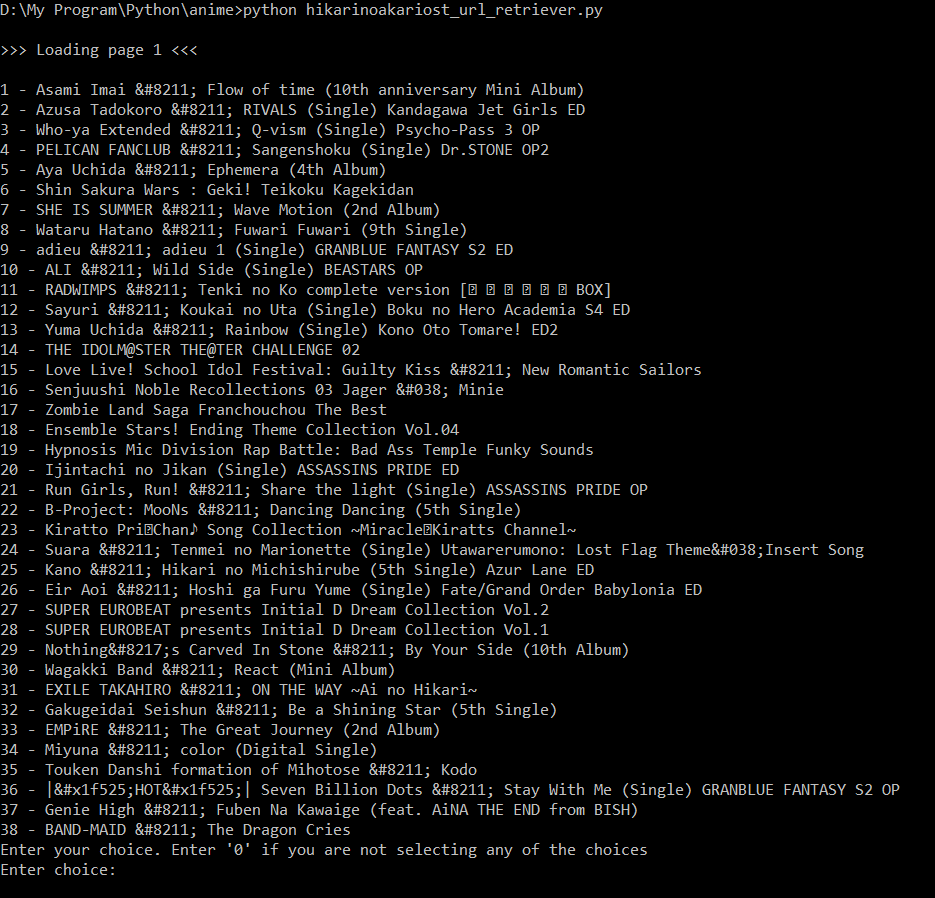 D:\My Program\Python\anime>python hikarinoakariost_url_retriever.py
>>> Loading page 1 <<<
1 - Asami Imai &#8211; Flow of time (10th anniversary Mini Album)
2 - Azusa Tadokoro &#8211; RIVALS (Single) Kandagawa Jet Girls ED
3 - Who-ya Extended &#8211; Q-vism (Single) Psycho-Pass 3 OP
4 - PELICAN FANCLUB &#8211; Sangenshoku (Single) Dr.STONE OP2
5 - Aya Uchida &#8211; Ephemera (4th Album)
6 - Shin Sakura Wars : Geki! Teikoku Kagekidan
7 - SHE IS SUMMER &#8211; Wave Motion (2nd Album)
8 - Wataru Hatano &#8211; Fuwari Fuwari (9th Single)
9 - adieu &#8211; adieu 1 (Single) GRANBLUE FANTASY S2 ED
10 - ALI &#8211; Wild Side (Single) BEASTARS OP
11 - RADWIMPS &#8211; Tenki no Ko complete version [⍰ ⍰ ⍰ ⍰ ⍰ ⍰ BOX]
12 - Sayuri &#8211; Koukai no Uta (Single) Boku no Hero Academia S4 ED
13 - Yuma Uchida &#8211; Rainbow (Single) Kono Oto Tomare! ED2
14 - THE IDOLM@STER THE@TER CHALLENGE 02
15 - Love Live! School Idol Festival: Guilty Kiss &#8211; New Romantic Sailors
16 - Senjuushi Noble Recollections 03 Jager &#038; Minie
17 - Zombie Land Saga Franchouchou The Best
18 - Ensemble Stars! Ending Theme Collection Vol.04
19 - Hypnosis Mic Division Rap Battle: Bad Ass Temple Funky Sounds
20 - Ijintachi no Jikan (Single) ASSASSINS PRIDE ED
21 - Run Girls, Run! &#8211; Share the light (Single) ASSASSINS PRIDE OP
22 - B-Project: MooNs &#8211; Dancing Dancing (5th Single)
23 - Kiratto Pri⍰Chan♪ Song Collection ~Miracle⍰Kiratts Channel~
24 - Suara &#8211; Tenmei no Marionette (Single) Utawarerumono: Lost Flag Theme&#038;Insert Song
25 - Kano &#8211; Hikari no Michishirube (5th Single) Azur Lane ED
26 - Eir Aoi &#8211; Hoshi ga Furu Yume (Single) Fate/Grand Order Babylonia ED
27 - SUPER EUROBEAT presents Initial D Dream Collection Vol.2
28 - SUPER EUROBEAT presents Initial D Dream Collection Vol.1
29 - Nothing&#8217;s Carved In Stone &#8211; By Your Side (10th Album)
30 - Wagakki Band &#8211; React (Mini Album)
31 - EXILE TAKAHIRO &#8211; ON THE WAY ~Ai no Hikari~
32 - Gakugeidai Seishun &#8211; Be a Shining Star (5th Single)
33 - EMPiRE &#8211; The Great Journey (2nd Album)
34 - Miyuna &#8211; color (Digital Single)
35 - Touken Danshi formation of Mihotose &#8211; Kodo
36 - |&#x1f525;HOT&#x1f525;| Seven Billion Dots &#8211; Stay With Me (Single) GRANBLUE FANTASY S2 OP
37 - Genie High &#8211; Fuben Na Kawaige (feat. AiNA THE END from BISH)
38 - BAND-MAID &#8211; The Dragon Cries
Enter your choice. Enter '0' if you are not selecting any of the choices
Enter choice: